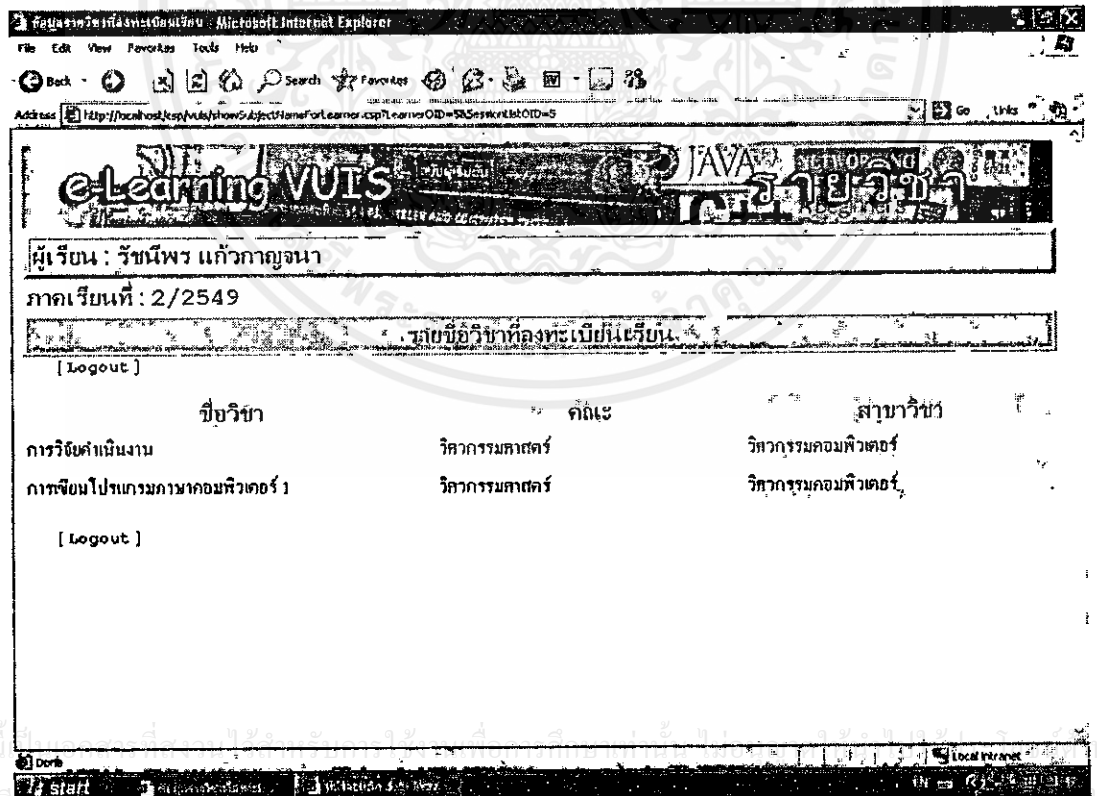 ข้อมูลรายวิชาที่ลงทะเบียนเรียน - Microsoft Internet Explorer
File Edit View Favorites Tools Help
Back Search Favorites
Address http://localhost/csp/vuis/showSubjectNameForLearner.csp?LearnerOID=5&SessionListOID=5 Go Links
e-Learning VUIS JAVA รายวิชา
ผู้เรียน : รัชนีพร แก้วกาญจนา
ภาคเรียนที่ : 2/2549
รายชื่อวิชาที่ลงทะเบียนเรียน
[Logout]
ชื่อวิชา คณะ สาขาวิชา
การวิจัยดำเนินงาน วิศวกรรมศาสตร์ วิศวกรรมคอมพิวเตอร์
การเขียนโปรแกรมภาษาคอมพิวเตอร์ 1 วิศวกรรมศาสตร์ วิศวกรรมคอมพิวเตอร์
[Logout]
Done Local intranet
start